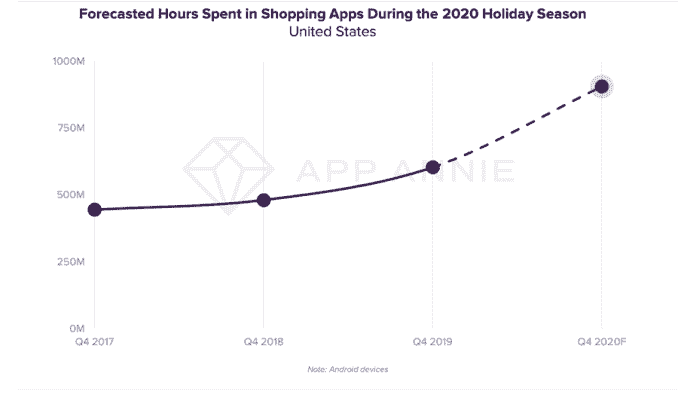 Forecasted Hours Spent in Shopping Apps During the 2020 Holiday Season
United States
1000M
750M
APP ANNIE
500M
250M
0M
Q4 2017 Q4 2018 Q4 2019 Q4 2020F
Note: Android devices